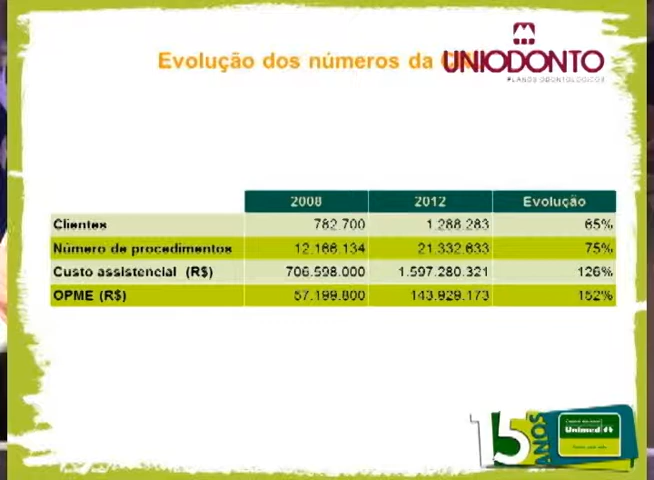 Evolução dos números da
UNIODONTO
PLANOS ODONTOLÓGICOS
2008 2012 Evolução
Clientes 782.700 1.288.283 65%
Número de procedimentos 12.166.134 21.332.633 75%
Custo assistencial (R$) 706.598.000 1.597.280.321 126%
OPME (R$) 57.199.800 143.929.173 152%
15 ANOS
Unimed